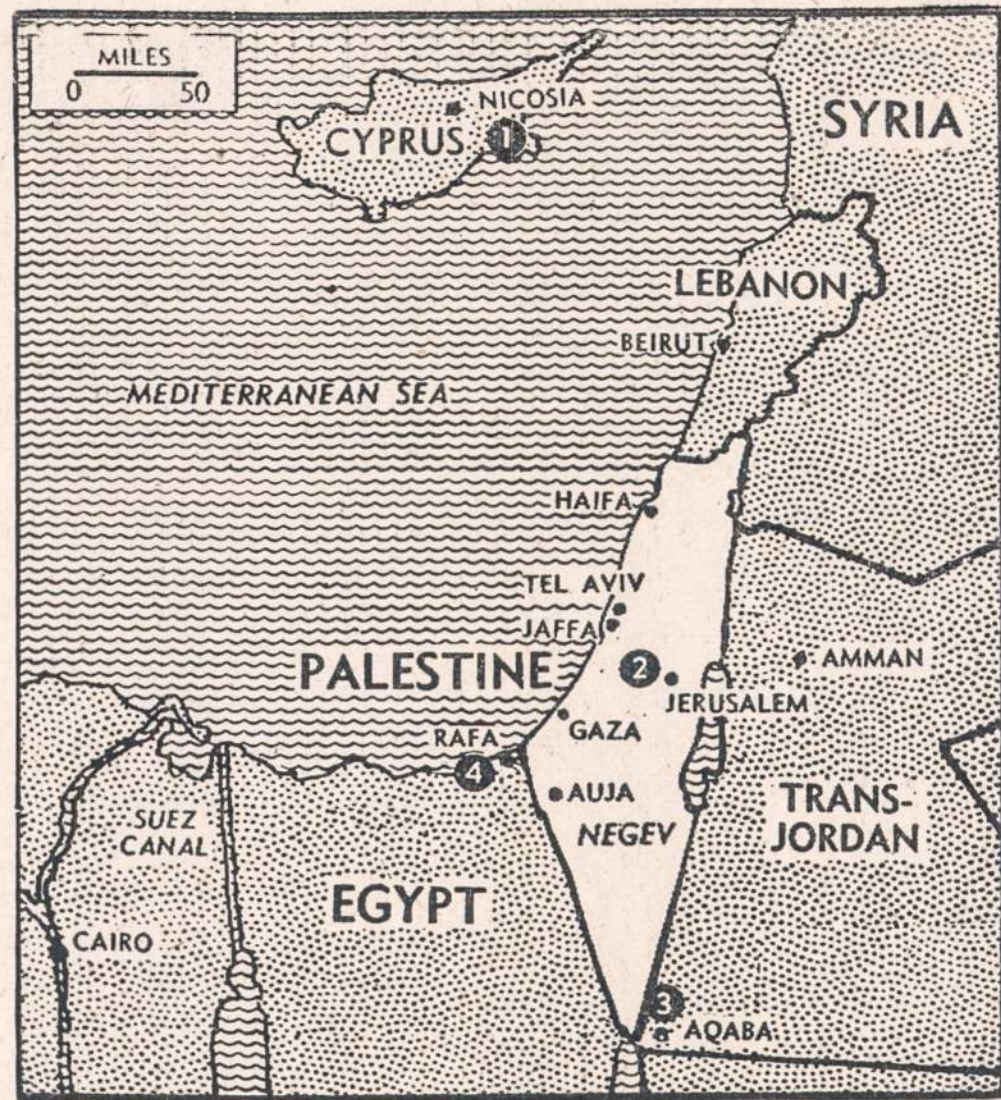 MILES
0 50
NICOSIA
CYPRUS 1
SYRIA
LEBANON
BEIRUT
MEDITERRANEAN SEA
HAIFA
TEL AVIV
JAFFA
PALESTINE
2
JERUSALEM
AMMAN
GAZA
RAFA
4
AUJA
NEGEV
TRANS-
JORDAN
SUEZ
CANAL
EGYPT
CAIRO
3
AQABA